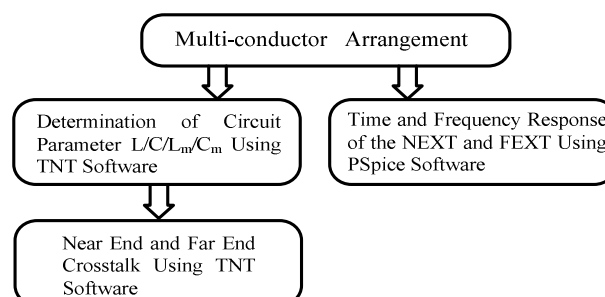 Multi-conductor Arrangement
Determination of Circuit
Parameter L/C/Lm/Cm Using
TNT Software
Time and Frequency Response
of the NEXT and FEXT Using
PSpice Software
Near End and Far End
Crosstalk Using TNT
Software